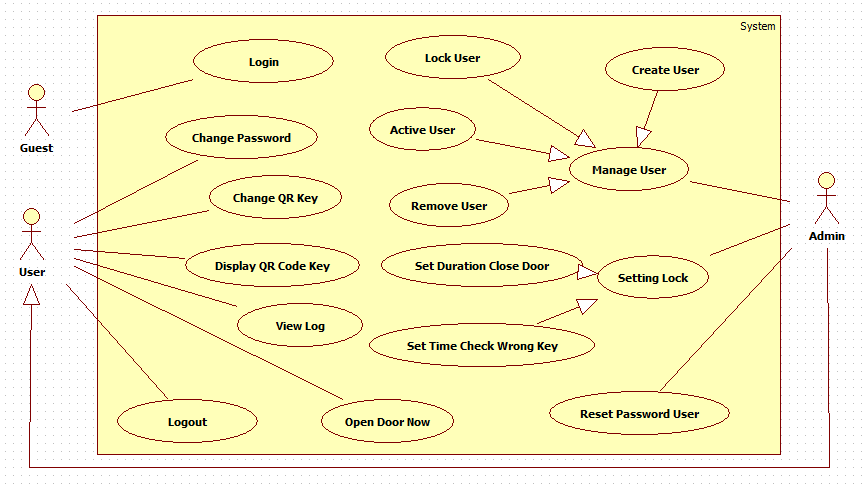 System
Login
Lock User
Create User
Guest
Change Password
Active User
Manage User
Change QR Key
Remove User
Admin
User
Display QR Code Key
Set Duration Close Door
Setting Lock
View Log
Set Time Check Wrong Key
Logout
Open Door Now
Reset Password User